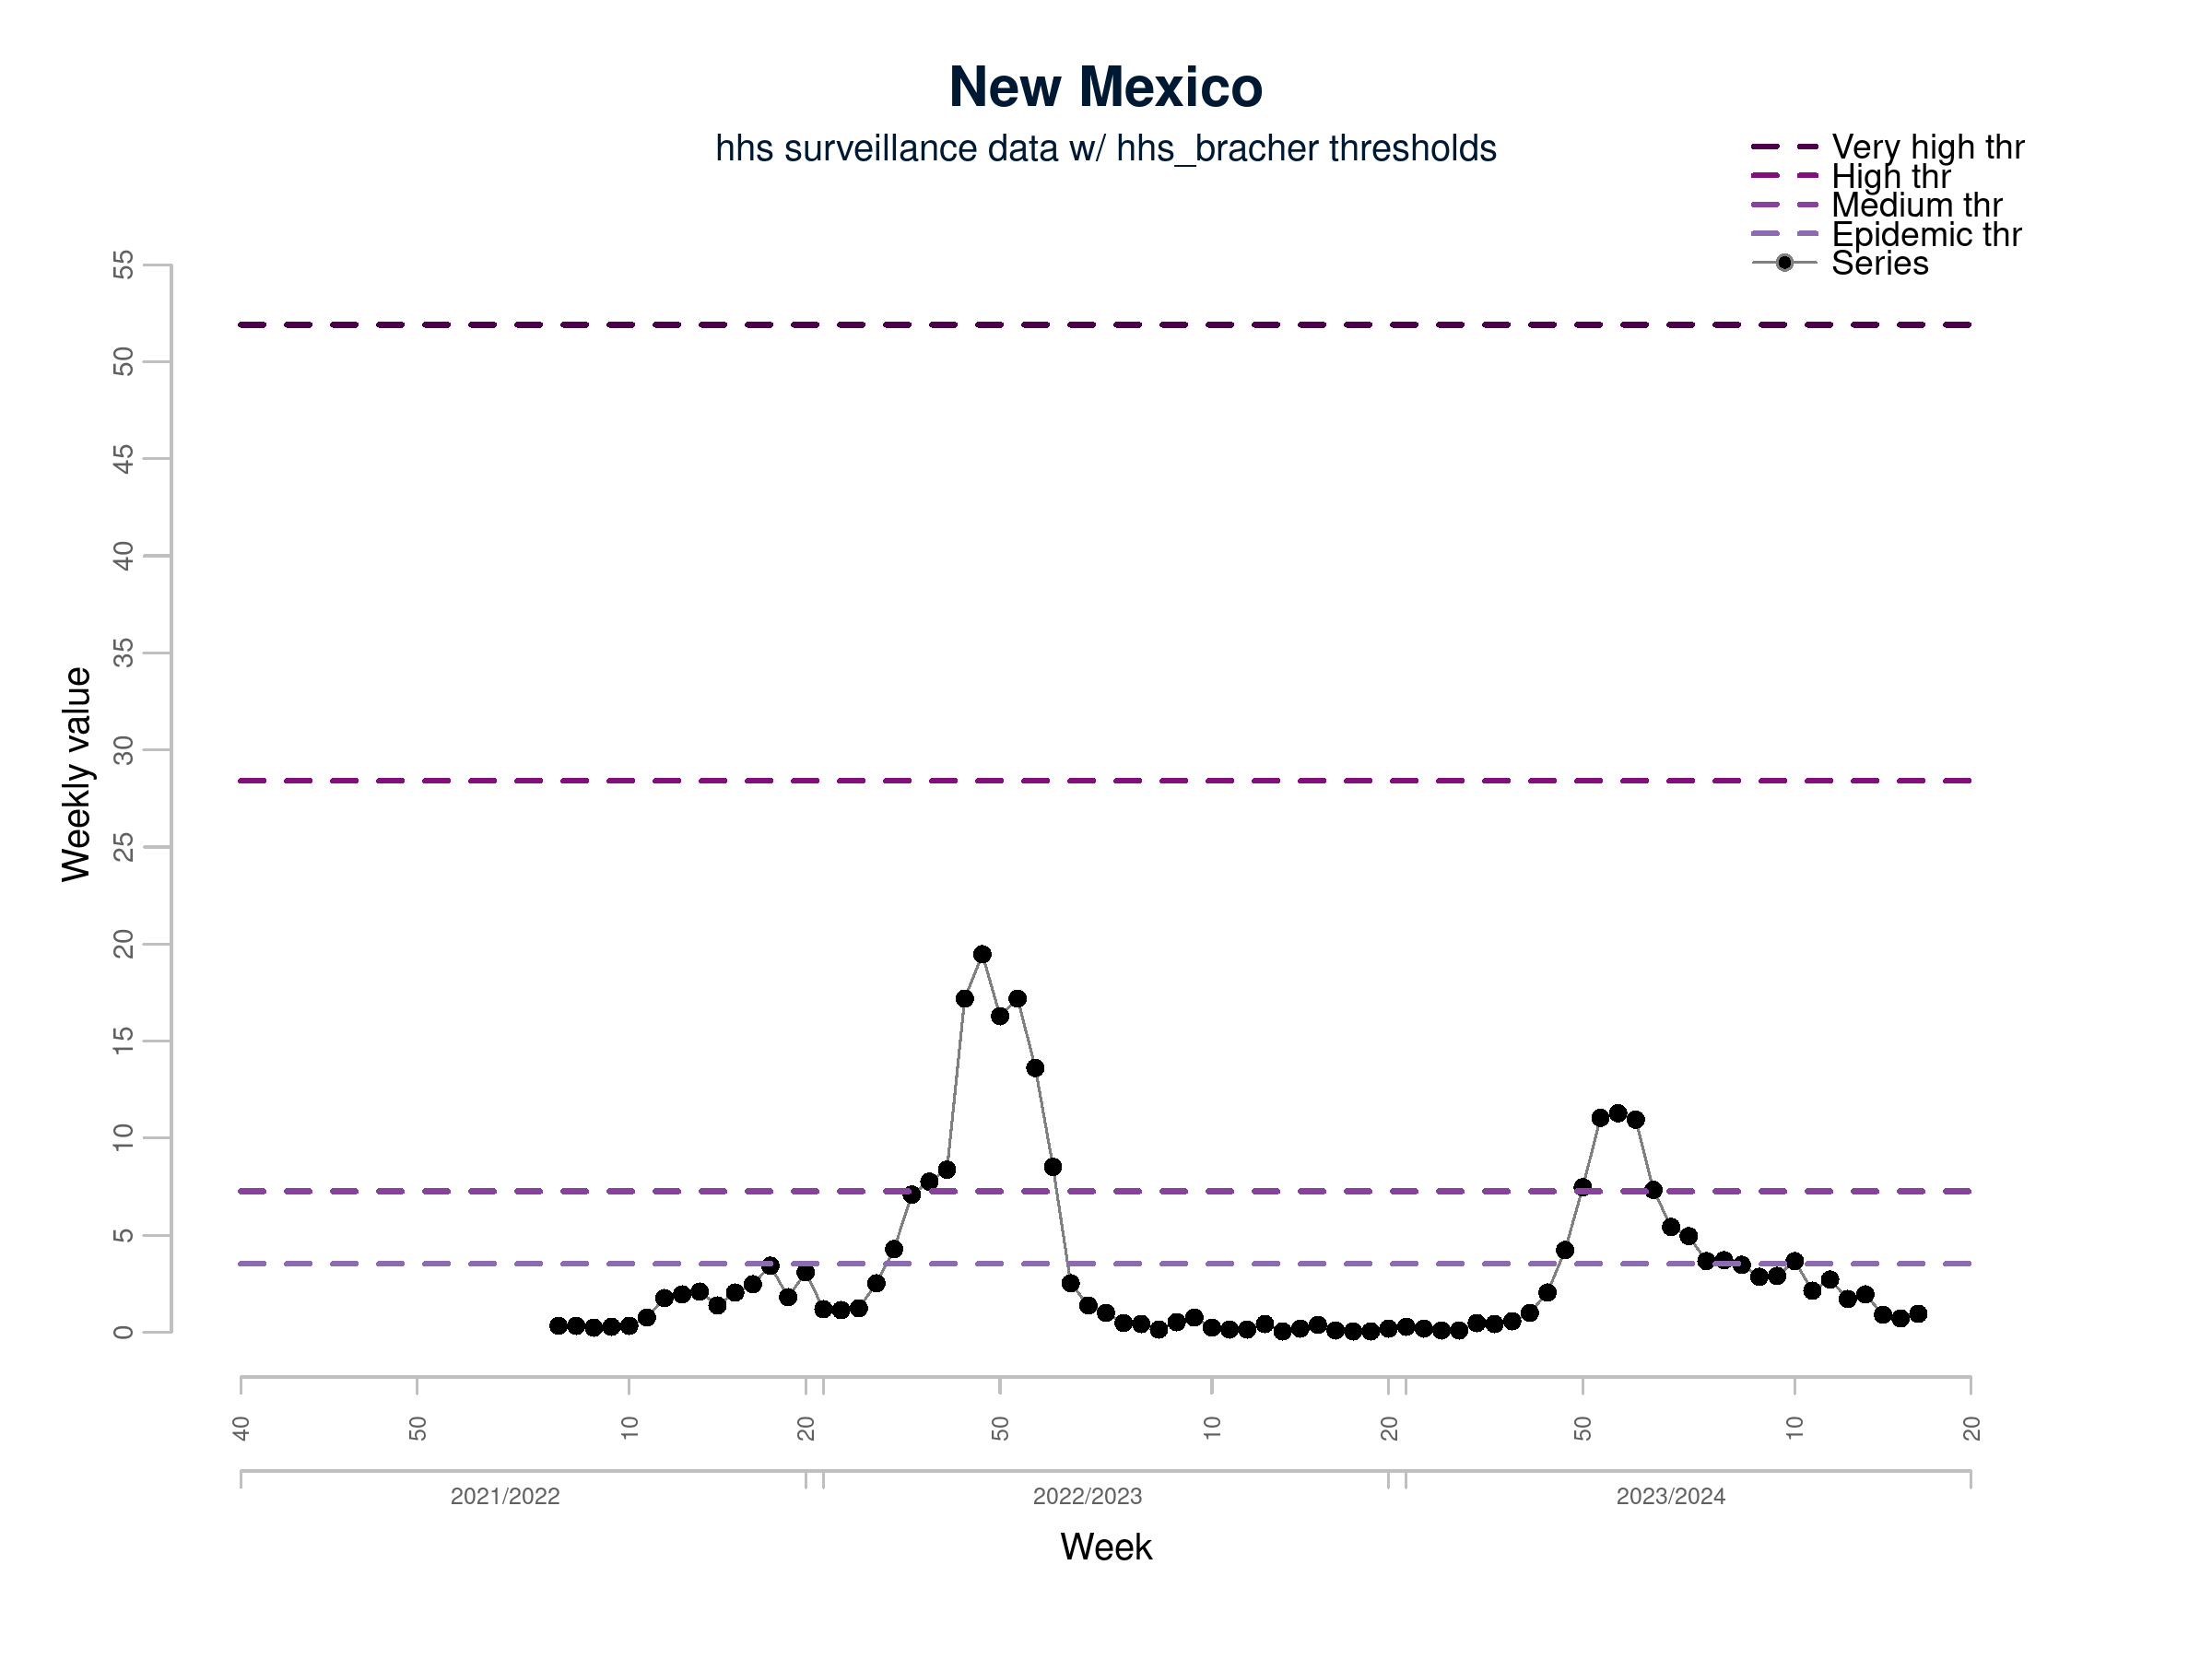 New Mexico
hhs surveillance data w/ hhs_bracher thresholds
Very high thr
High thr
Medium thr
Epidemic thr
Series
55
50
45
40
35
30
25
20
15
10
5
0
Weekly value
40 50 10 20 50 10 20 50 10 20
2021/2022 2022/2023 2023/2024
Week